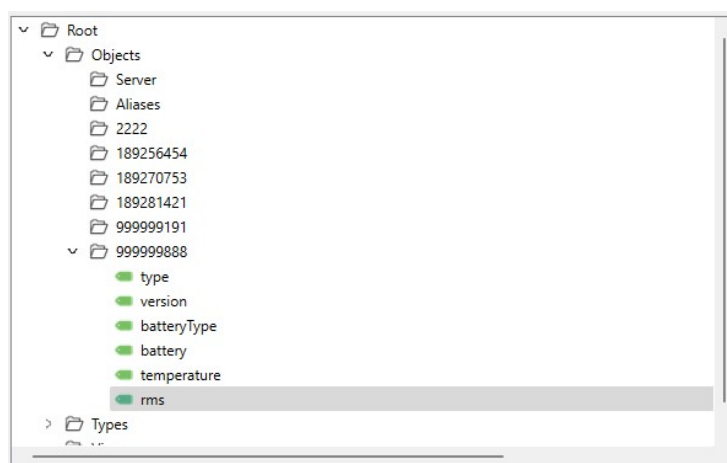 Root
Objects
Server
Aliases
2222
189256454
189270753
189281421
999999191
999999888
type
version
batteryType
battery
temperature
rms
Types